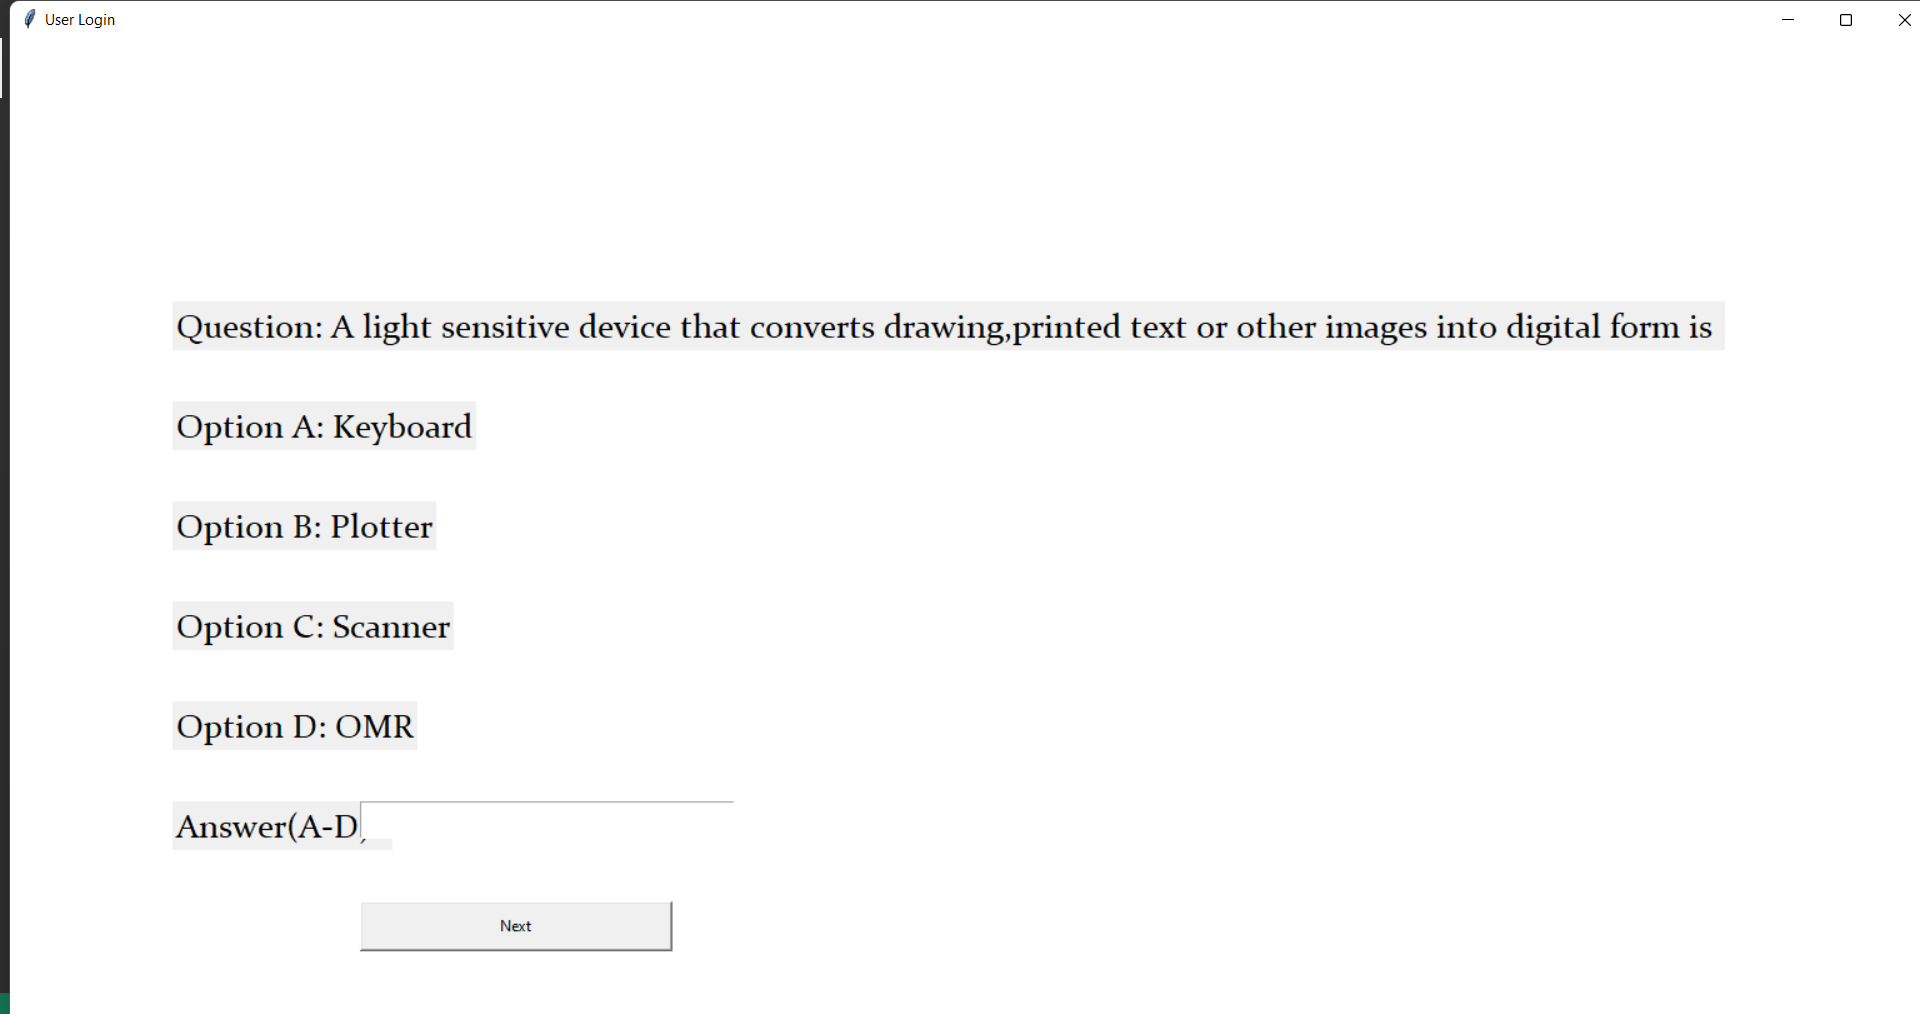 User Login
Question: A light sensitive device that converts drawing,printed text or other images into digital form is
Option A: Keyboard
Option B: Plotter
Option C: Scanner
Option D: OMR
Answer(A-D)
Next